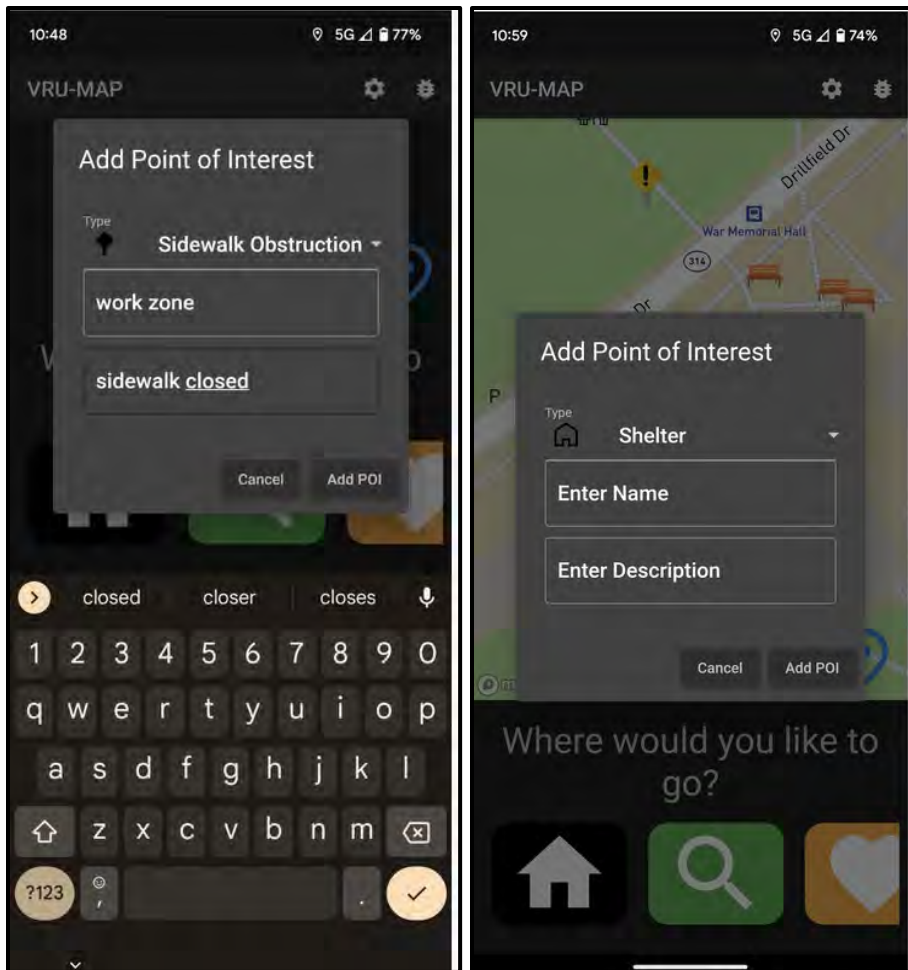 10:48
5G 77%
VRU-MAP
Add Point of Interest
Type
Sidewalk Obstruction
work zone
sidewalk closed
Cancel
Add POI
closed closer closes
1 2 3 4 5 6 7 8 9 0
q w e r t y u i o p
a s d f g h j k l
z x c v b n m
?123 , .
10:59
5G 74%
VRU-MAP
Drillfield Dr
War Memorial Hall
314
Dr
Add Point of Interest
P
Type
Shelter
Enter Name
Enter Description
Cancel
Add POI
Where would you like to
go?